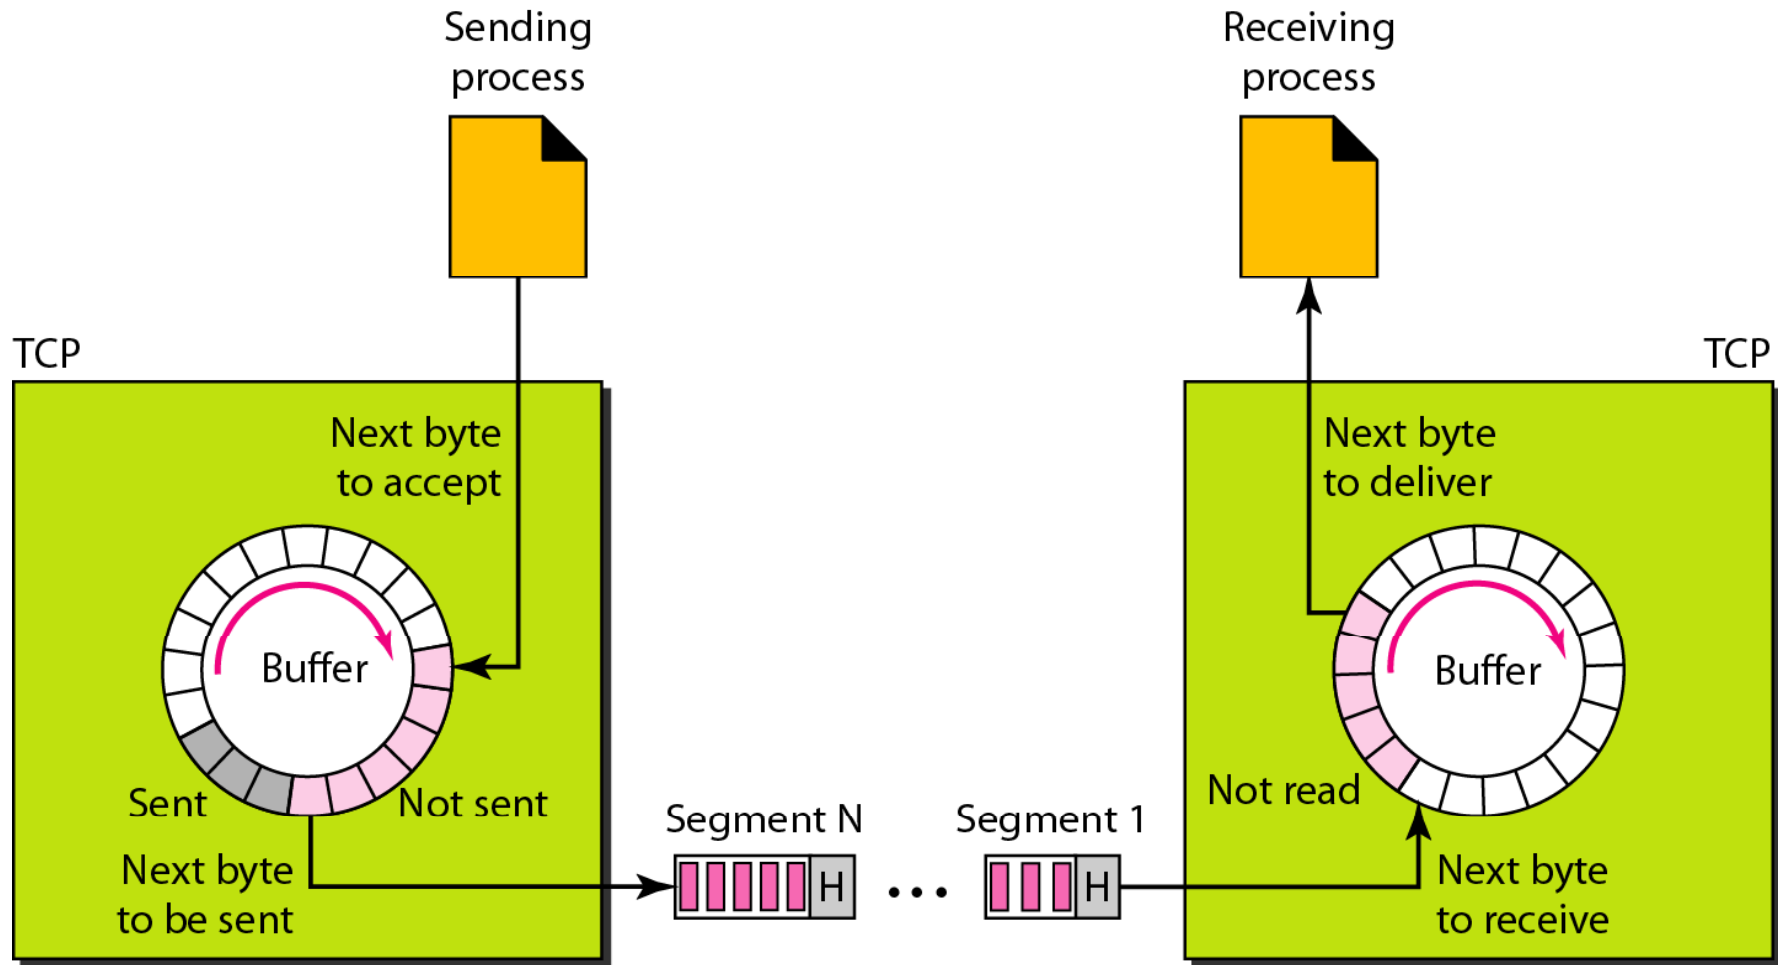 Sending
process
Receiving
process
TCP
TCP
Next byte
to accept
Next byte
to deliver
Buffer
Buffer
Sent
Not sent
Not read
Segment N
Segment 1
Next byte
to be sent
H
...
H
Next byte
to receive